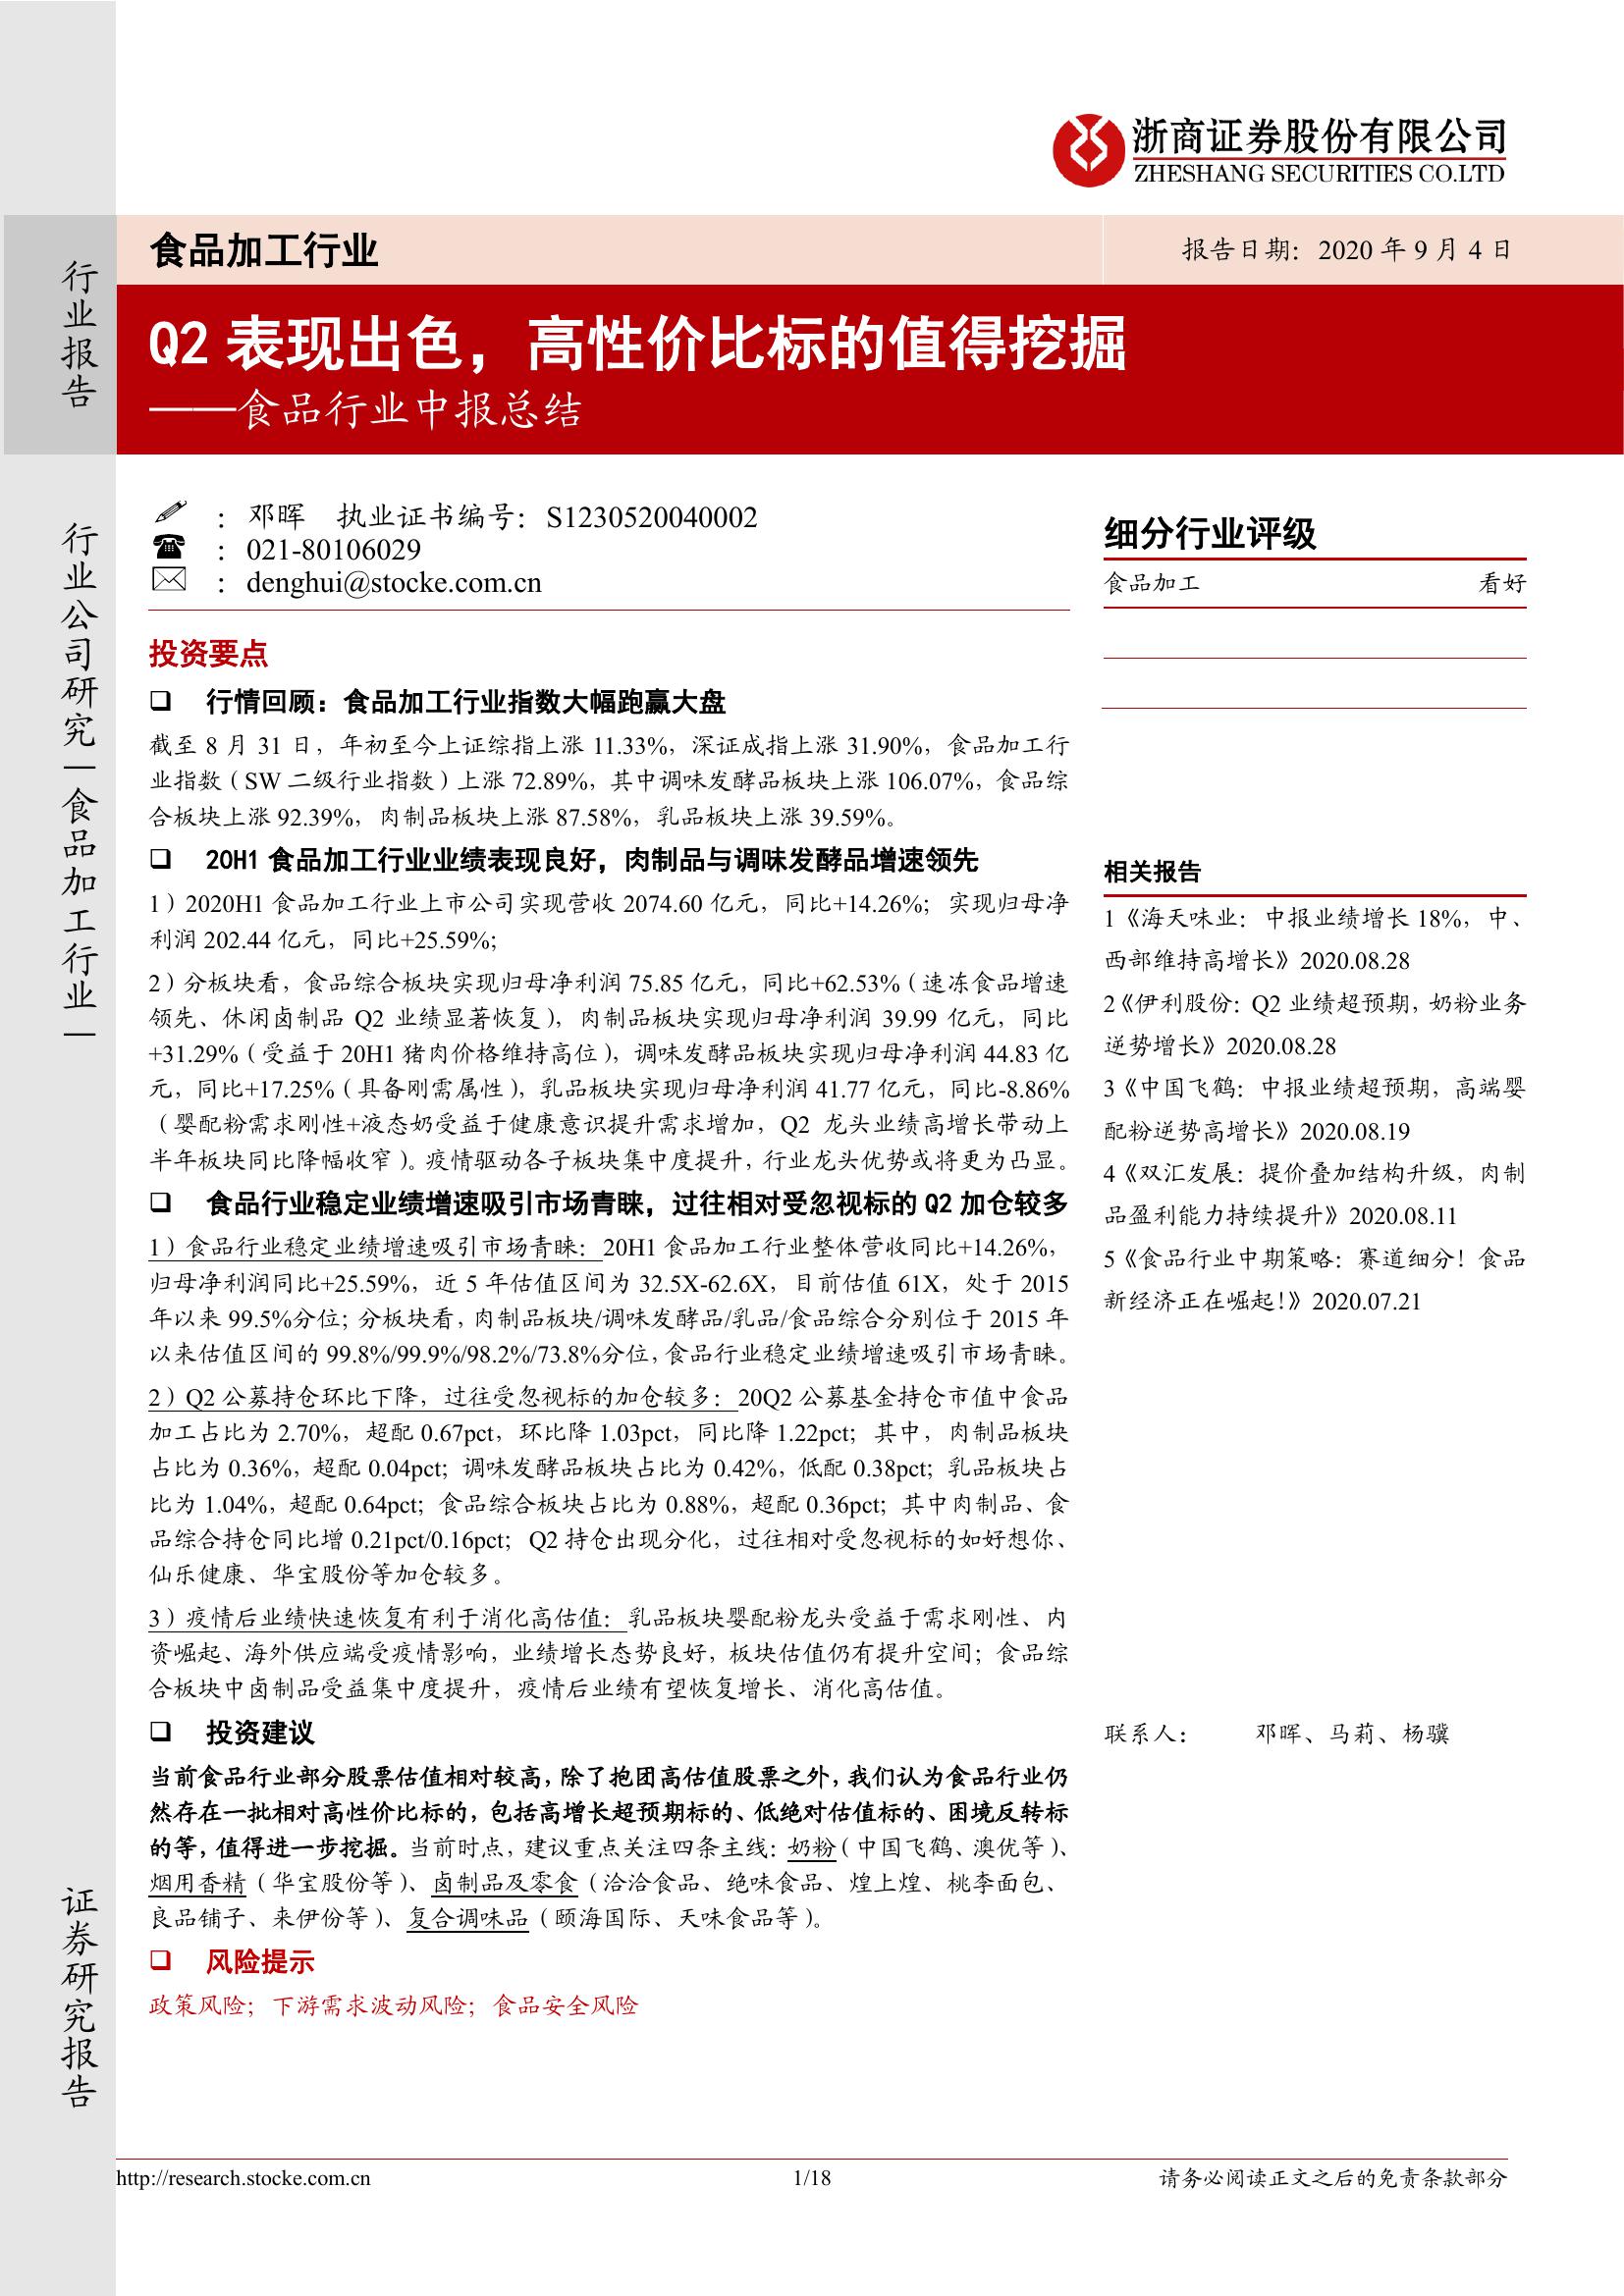 浙商证券股份有限公司
ZHESHANG SECURITIES CO.LTD
行业报告
行业公司研究|食品加工行业|
证券研究报告
食品加工行业
报告日期：2020 年 9 月 4 日
Q2 表现出色，高性价比标的值得挖掘
——食品行业中报总结
：邓晖 执业证书编号：S1230520040002
：021-80106029
：denghui@stocke.com.cn
投资要点
行情回顾：食品加工行业指数大幅跑赢大盘
截至 8 月 31 日，年初至今上证综指上涨 11.33%，深证成指上涨 31.90%，食品加工行
业指数（SW 二级行业指数）上涨 72.89%，其中调味发酵品板块上涨 106.07%，食品综
合板块上涨 92.39%，肉制品板块上涨 87.58%，乳品板块上涨 39.59%。
20H1 食品加工行业业绩表现良好，肉制品与调味发酵品增速领先
1）2020H1 食品加工行业上市公司实现营收 2074.60 亿元，同比+14.26%；实现归母净
利润 202.44 亿元，同比+25.59%;
2）分板块看，食品综合板块实现归母净利润 75.85 亿元，同比+62.53%（速冻食品增速
领先、休闲卤制品 Q2 业绩显著恢复），肉制品板块实现归母净利润 39.99 亿元，同比
+31.29%（受益于 20H1 猪肉价格维持高位），调味发酵品板块实现归母净利润 44.83 亿
元，同比+17.25%（具备刚需属性），乳品板块实现归母净利润 41.77 亿元，同比-8.86%
（婴配粉需求刚性+液态奶受益于健康意识提升需求增加，Q2 龙头业绩高增长带动上
半年板块同比降幅收窄）。疫情驱动各子板块集中度提升，行业龙头优势或将更为凸显。
食品行业稳定业绩增速吸引市场青睐，过往相对受忽视标的 Q2 加仓较多
1）食品行业稳定业绩增速吸引市场青睐：20H1 食品加工行业整体营收同比+14.26%，
归母净利润同比+25.59%，近 5 年估值区间为 32.5X-62.6X，目前估值 61X，处于 2015
年以来 99.5%分位；分板块看，肉制品板块/调味发酵品/乳品/食品综合分别位于 2015 年
以来估值区间的 99.8%/99.9%/98.2%/73.8%分位，食品行业稳定业绩增速吸引市场青睐。
2）Q2 公募持仓环比下降，过往受忽视标的加仓较多：20Q2 公募基金持仓市值中食品
加工占比为 2.70%，超配 0.67pct，环比降 1.03pct，同比降 1.22pct；其中，肉制品板块
占比为 0.36%，超配 0.04pct；调味发酵品板块占比为 0.42%，低配 0.38pct；乳品板块占
比为 1.04%，超配 0.64pct；食品综合板块占比为 0.88%，超配 0.36pct；其中肉制品、食
品综合持仓同比增 0.21pct/0.16pct；Q2 持仓出现分化，过往相对受忽视标的如好想你、
仙乐健康、华宝股份等加仓较多。
3）疫情后业绩快速恢复有利于消化高估值：乳品板块婴配粉龙头受益于需求刚性、内
资崛起、海外供应端受疫情影响，业绩增长态势良好，板块估值仍有提升空间；食品综
合板块中卤制品受益集中度提升，疫情后业绩有望恢复增长、消化高估值。
投资建议
当前食品行业部分股票估值相对较高，除了抱团高估值股票之外，我们认为食品行业仍
然存在一批相对高性价比标的，包括高增长超预期标的、低绝对估值标的、困境反转标
的等，值得进一步挖掘。当前时点，建议重点关注四条主线：奶粉（中国飞鹤、澳优等）、
烟用香精（华宝股份等）、卤制品及零食（洽洽食品、绝味食品、煌上煌、桃李面包、
良品铺子、来伊份等）、复合调味品（颐海国际、天味食品等）。
风险提示
政策风险；下游需求波动风险；食品安全风险
细分行业评级
食品加工 看好
相关报告
1《海天味业：中报业绩增长 18%，中、
西部维持高增长》2020.08.28
2《伊利股份：Q2 业绩超预期，奶粉业务
逆势增长》2020.08.28
3《中国飞鹤：中报业绩超预期，高端婴
配粉逆势高增长》2020.08.19
4《双汇发展：提价叠加结构升级，肉制
品盈利能力持续提升》2020.08.11
5《食品行业中期策略：赛道细分！食品
新经济正在崛起！》2020.07.21
联系人： 邓晖、马莉、杨骥
http://research.stocke.com.cn
1/18
请务必阅读正文之后的免责条款部分